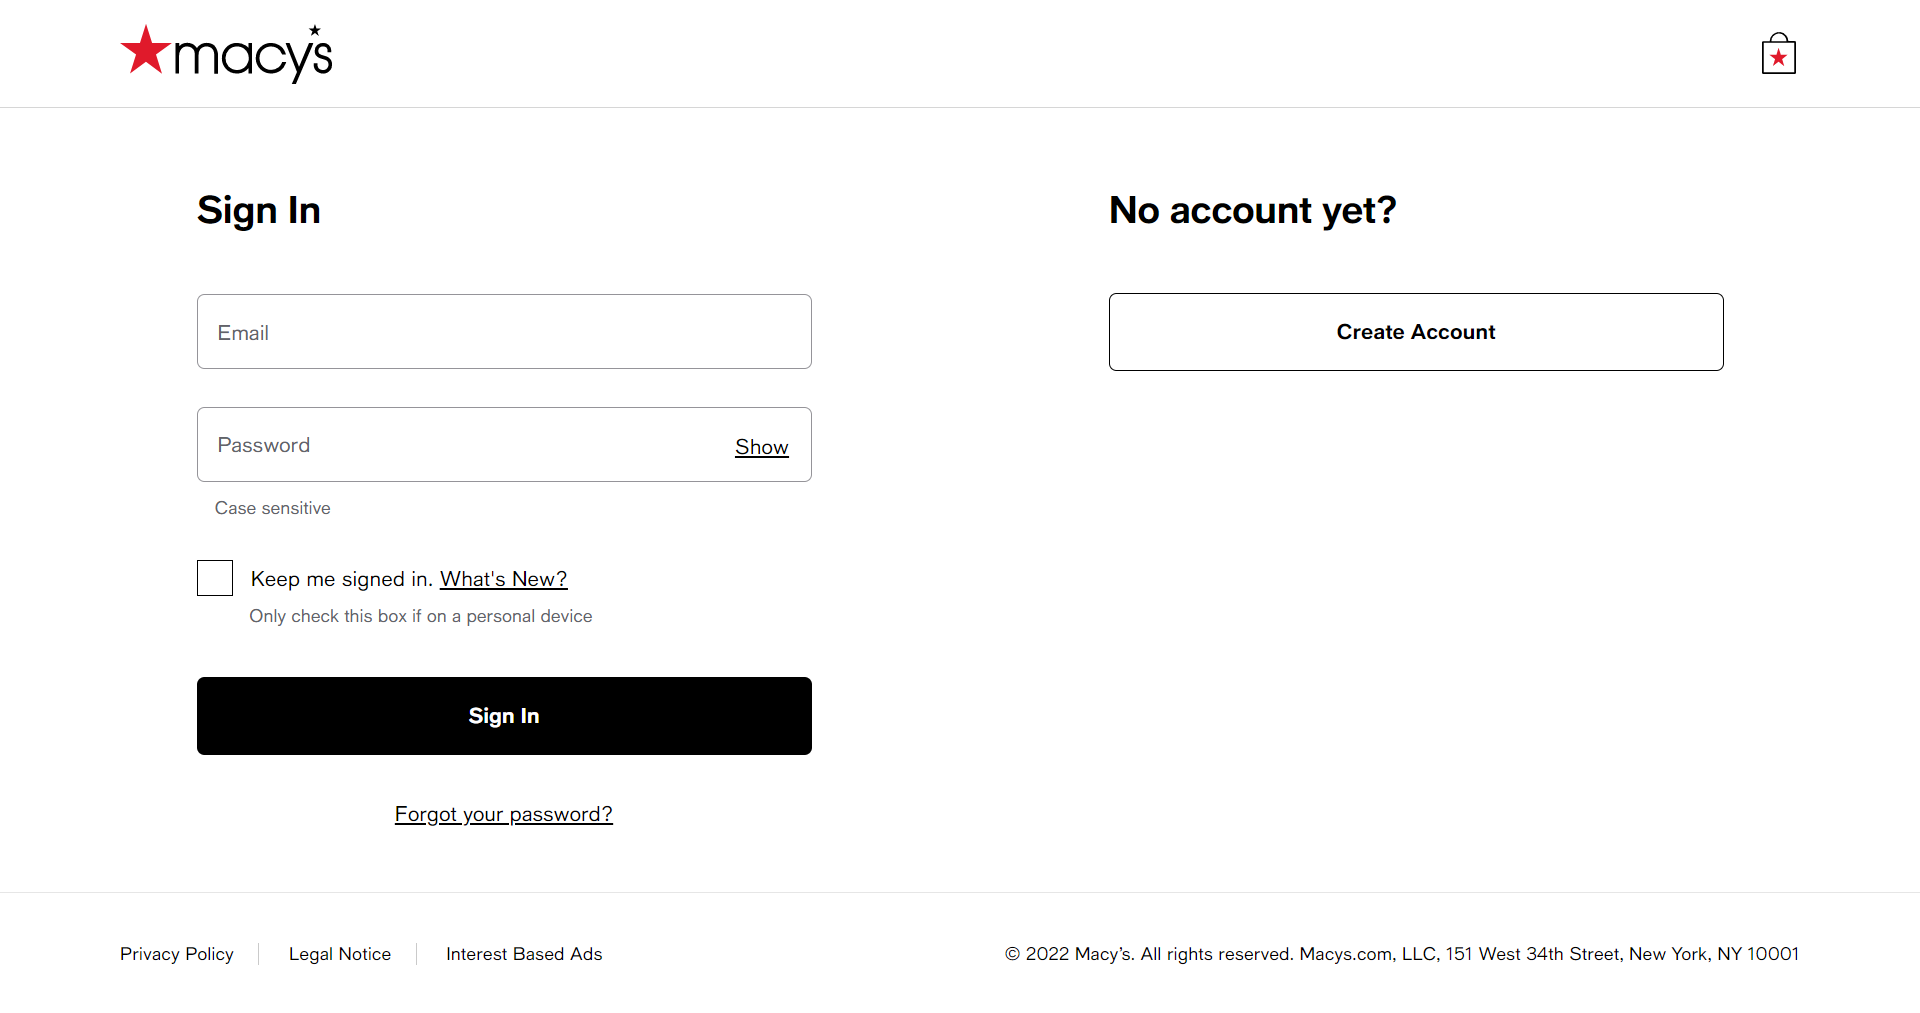 macy's
Sign In
Email
Password
Show
Case sensitive
Keep me signed in. What's New?
Only check this box if on a personal device
Sign In
Forgot your password?
No account yet?
Create Account
Privacy Policy
Legal Notice
Interest Based Ads
© 2022 Macy’s. All rights reserved. Macys.com, LLC, 151 West 34th Street, New York, NY 10001